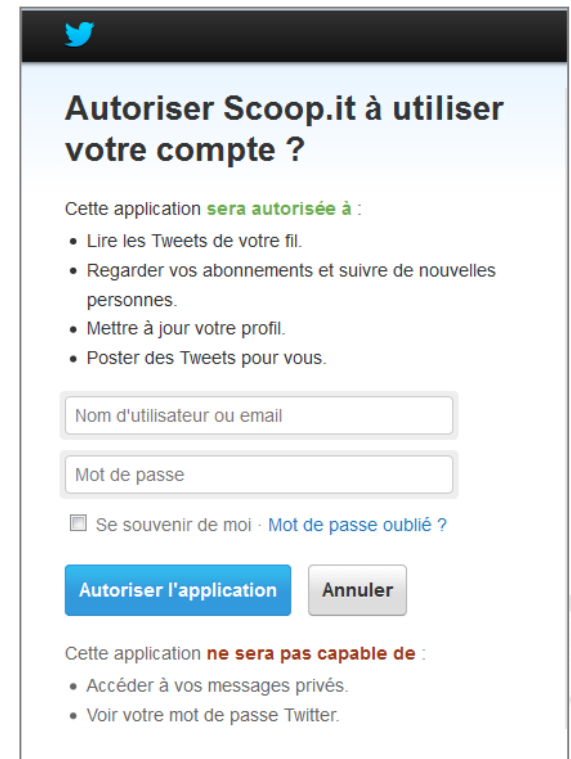 Autoriser Scoop.it à utiliser
votre compte ?
Cette application sera autorisée à :
• Lire les Tweets de votre fil.
• Regarder vos abonnements et suivre de nouvelles
personnes.
• Mettre à jour votre profil.
• Poster des Tweets pour vous.
Nom d'utilisateur ou email
Mot de passe
Se souvenir de moi · Mot de passe oublié ?
Autoriser l'application Annuler
Cette application ne sera pas capable de :
• Accéder à vos messages privés.
• Voir votre mot de passe Twitter.